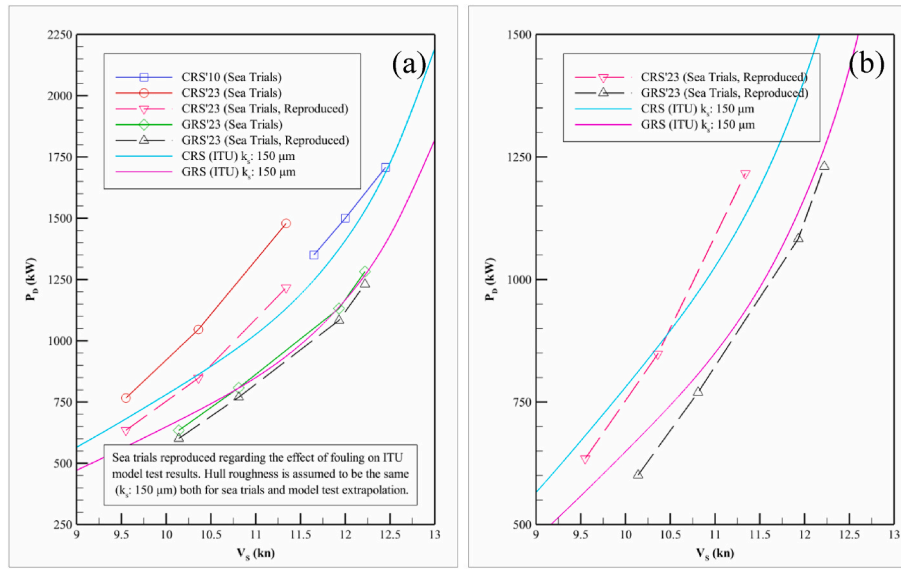 (a)
CRS'10 (Sea Trials)
CRS'23 (Sea Trials)
CRS'23 (Sea Trials, Reproduced)
GRS'23 (Sea Trials)
GRS'23 (Sea Trials, Reproduced)
CRS (ITU) kₛ: 150 μm
GRS (ITU) kₛ: 150 μm
2250
2000
1750
1500
1250
1000
750
500
250
P_D (kW)
Sea trials reproduced regarding the effect of fouling on ITU
model test results. Hull roughness is assumed to be the same
(kₛ: 150 μm) both for sea trials and model test extrapolation.
9 9.5 10 10.5 11 11.5 12 12.5 13
V_S (kn)
(b)
CRS'23 (Sea Trials, Reproduced)
GRS'23 (Sea Trials, Reproduced)
CRS (ITU) kₛ: 150 μm
GRS (ITU) kₛ: 150 μm
1500
1250
1000
750
500
P_D (kW)
9 9.5 10 10.5 11 11.5 12 12.5 13
V_S (kn)